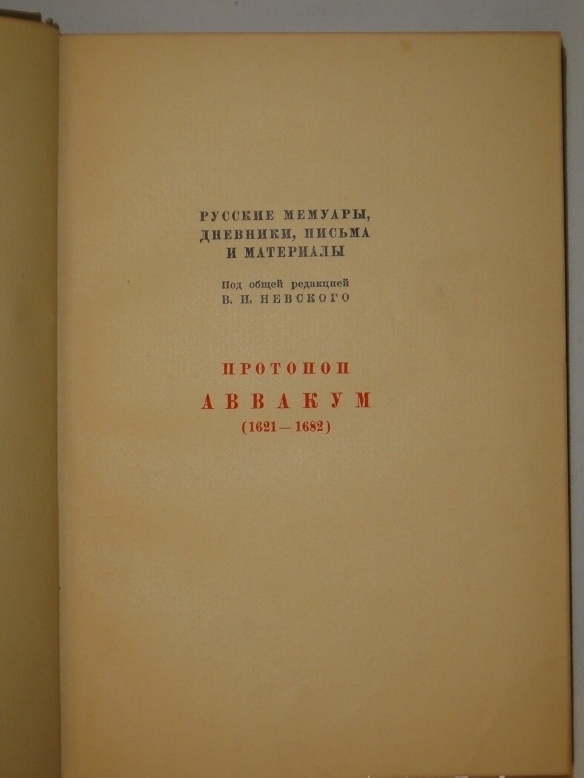 РУССКИЕ МЕМУАРЫ,
ДНЕВНИКИ, ПИСЬМА
И МАТЕРИАЛЫ
Под общей редакцией
В. И. НЕВСКОГО
ПРОТОПОП
АВВАКУМ
(1621—1682)